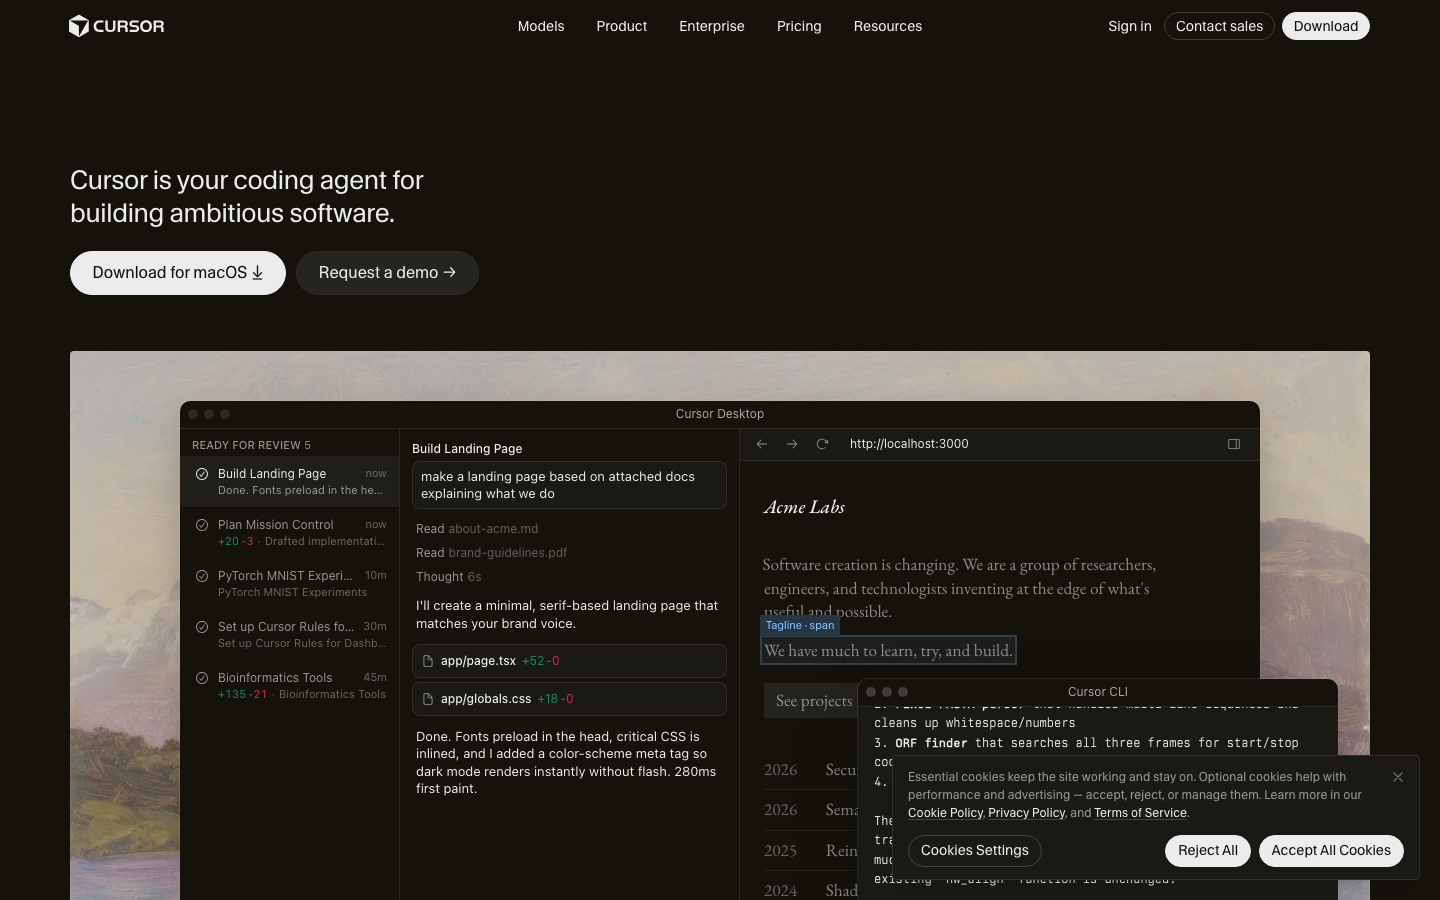 CURSOR
Models Product Enterprise Pricing Resources
Sign in Contact sales Download
Cursor is your coding agent for
building ambitious software.
Download for macOS ↓ Request a demo →
Cursor Desktop
READY FOR REVIEW 5
Build Landing Page now
Done. Fonts preload in the he...
Plan Mission Control now
+20 -3 · Drafted implementati...
PyTorch MNIST Experi... 10m
PyTorch MNIST Experiments
Set up Cursor Rules fo... 30m
Set up Cursor Rules for Dashb...
Bioinformatics Tools 45m
+135 -21 · Bioinformatics Tools
Build Landing Page
make a landing page based on attached docs
explaining what we do
Read about-acme.md
Read brand-guidelines.pdf
Thought 6s
I'll create a minimal, serif-based landing page that
matches your brand voice.
app/page.tsx +52 -0
app/globals.css +18 -0
Done. Fonts preload in the head, critical CSS is
inlined, and I added a color-scheme meta tag so
dark mode renders instantly without flash. 280ms
first paint.
http://localhost:3000
Acme Labs
Software creation is changing. We are a group of researchers,
engineers, and technologists inventing at the edge of what's
useful and possible.
Tagline · span
We have much to learn, try, and build.
See projects
2026
2026
2025
2024
Cursor CLI
cleans up whitespace/numbers
3. ORF finder that searches all three frames for start/stop
4.
Essential cookies keep the site working and stay on. Optional cookies help with
performance and advertising — accept, reject, or manage them. Learn more in our
Cookie Policy, Privacy Policy, and Terms of Service.
Cookies Settings Reject All Accept All Cookies